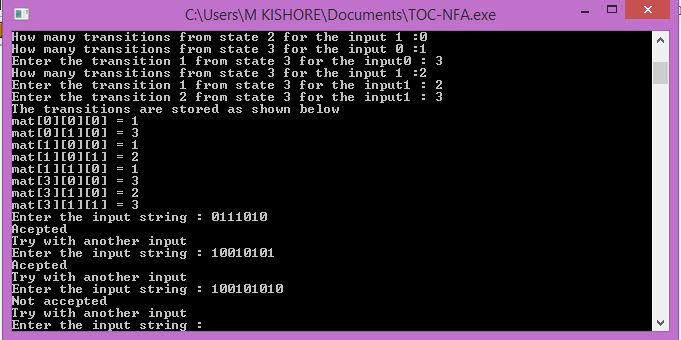 C:\Users\M KISHORE\Documents\TOC-NFA.exe
How many transitions from state 2 for the input 1 :0
How many transitions from state 3 for the input 0 :1
Enter the transition 1 from state 3 for the input0 : 3
How many transitions from state 3 for the input 1 :2
Enter the transition 1 from state 3 for the input1 : 2
Enter the transition 2 from state 3 for the input1 : 3
The transitions are stored as shown below
mat[0][0][0] = 1
mat[0][1][0] = 3
mat[1][0][0] = 1
mat[1][0][1] = 2
mat[1][1][0] = 1
mat[3][0][0] = 3
mat[3][1][0] = 2
mat[3][1][1] = 3
Enter the input string : 0111010
Acepted
Try with another input
Enter the input string : 10010101
Acepted
Try with another input
Enter the input string : 100101010
Not accepted
Try with another input
Enter the input string :